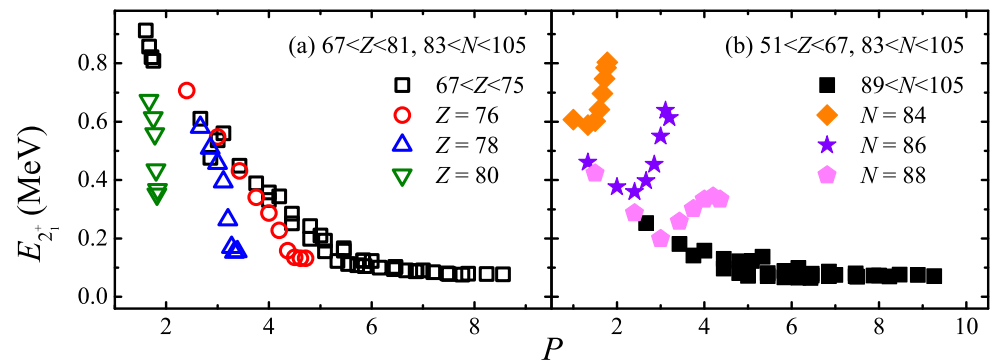 (a) 67<Z<81, 83<N<105
67<Z<75
Z = 76
Z = 78
Z = 80
(b) 51<Z<67, 83<N<105
89<N<105
N = 84
N = 86
N = 88
E2₁⁺ (MeV)
0.8
0.6
0.4
0.2
0.0
2 4 6 8
2 4 6 8 10
P